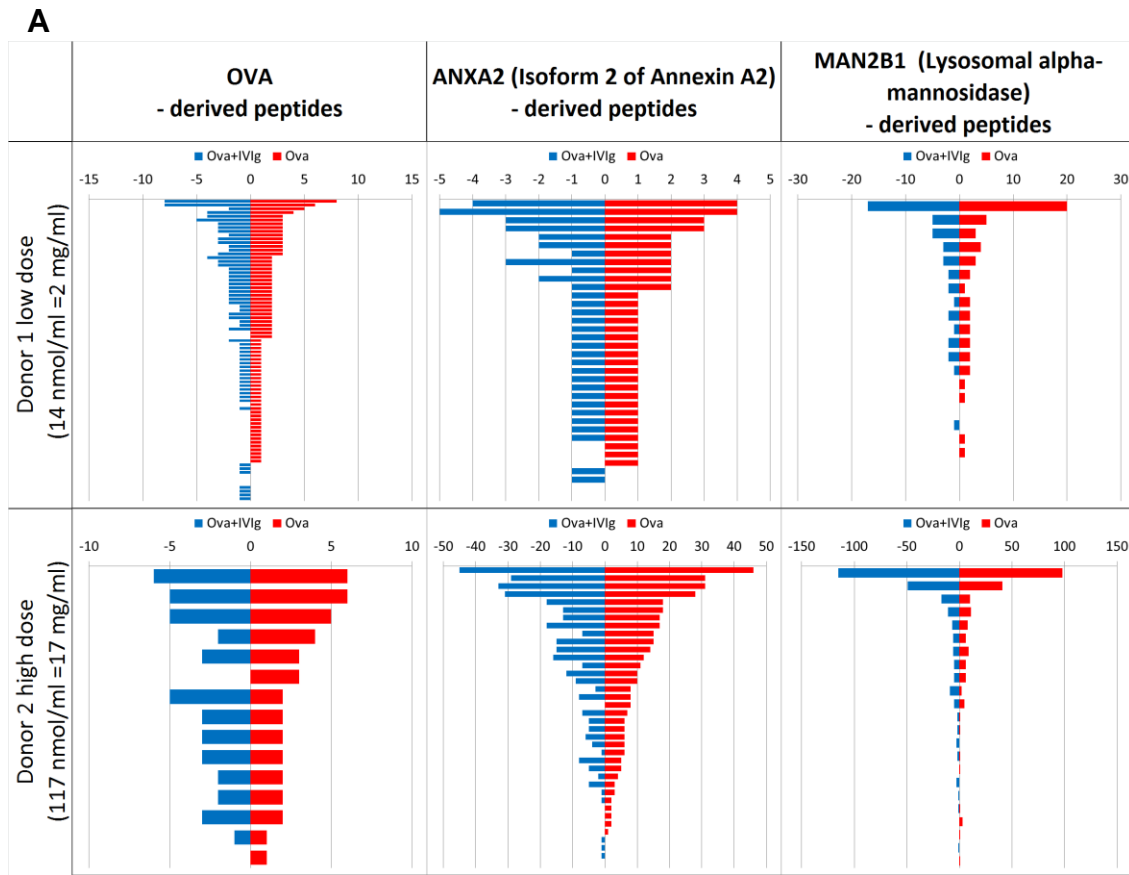 A
OVA
- derived peptides
ANXA2 (Isoform 2 of Annexin A2)
- derived peptides
MAN2B1 (Lysosomal alpha-
mannosidase)
- derived peptides
Donor 1 low dose
(14 nmol/ml =2 mg/ml)
Ova+IVIg Ova
-15 -10 -5 0 5 10 15
Ova+IVIg Ova
-5 -4 -3 -2 -1 0 1 2 3 4 5
Ova+IVIg Ova
-30 -20 -10 0 10 20 30
Donor 2 high dose
(117 nmol/ml =17 mg/ml)
Ova+IVIg Ova
-10 -5 0 5 10
Ova+IVIg Ova
-50 -40 -30 -20 -10 0 10 20 30 40 50
Ova+IVIg Ova
-150 -100 -50 0 50 100 150